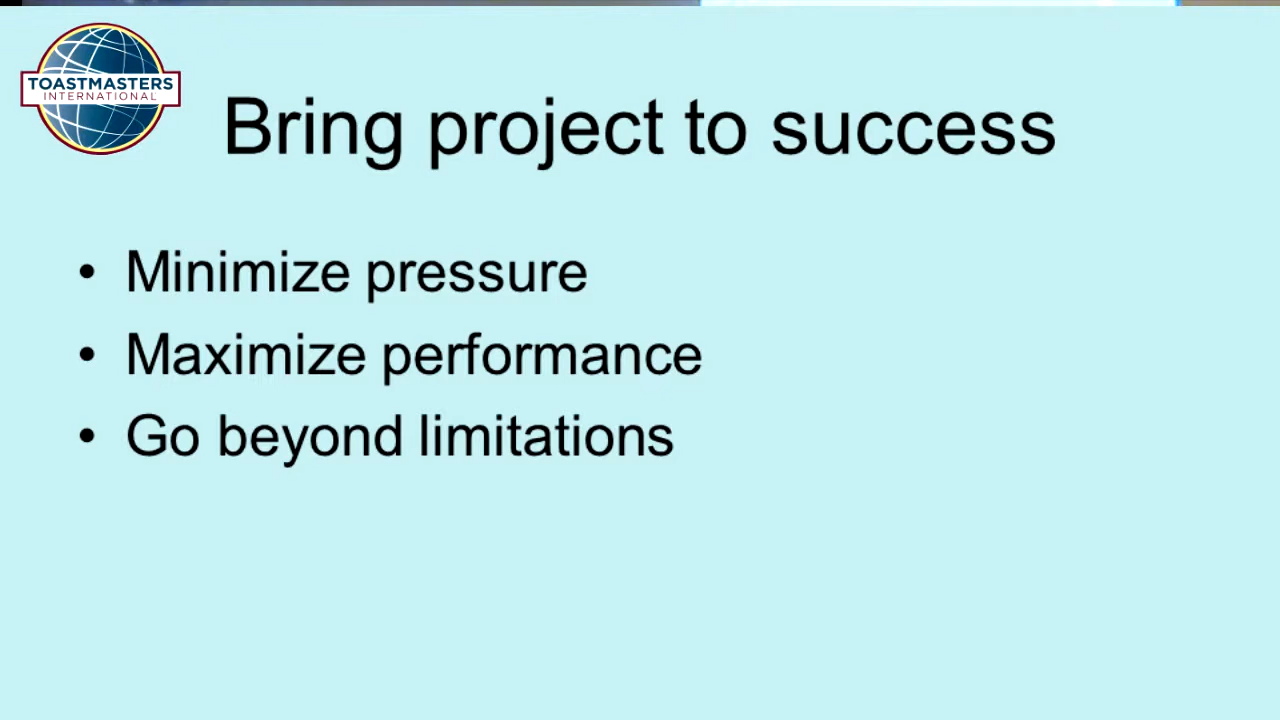 TOASTMASTERS
INTERNATIONAL
Bring project to success
• Minimize pressure
• Maximize performance
• Go beyond limitations